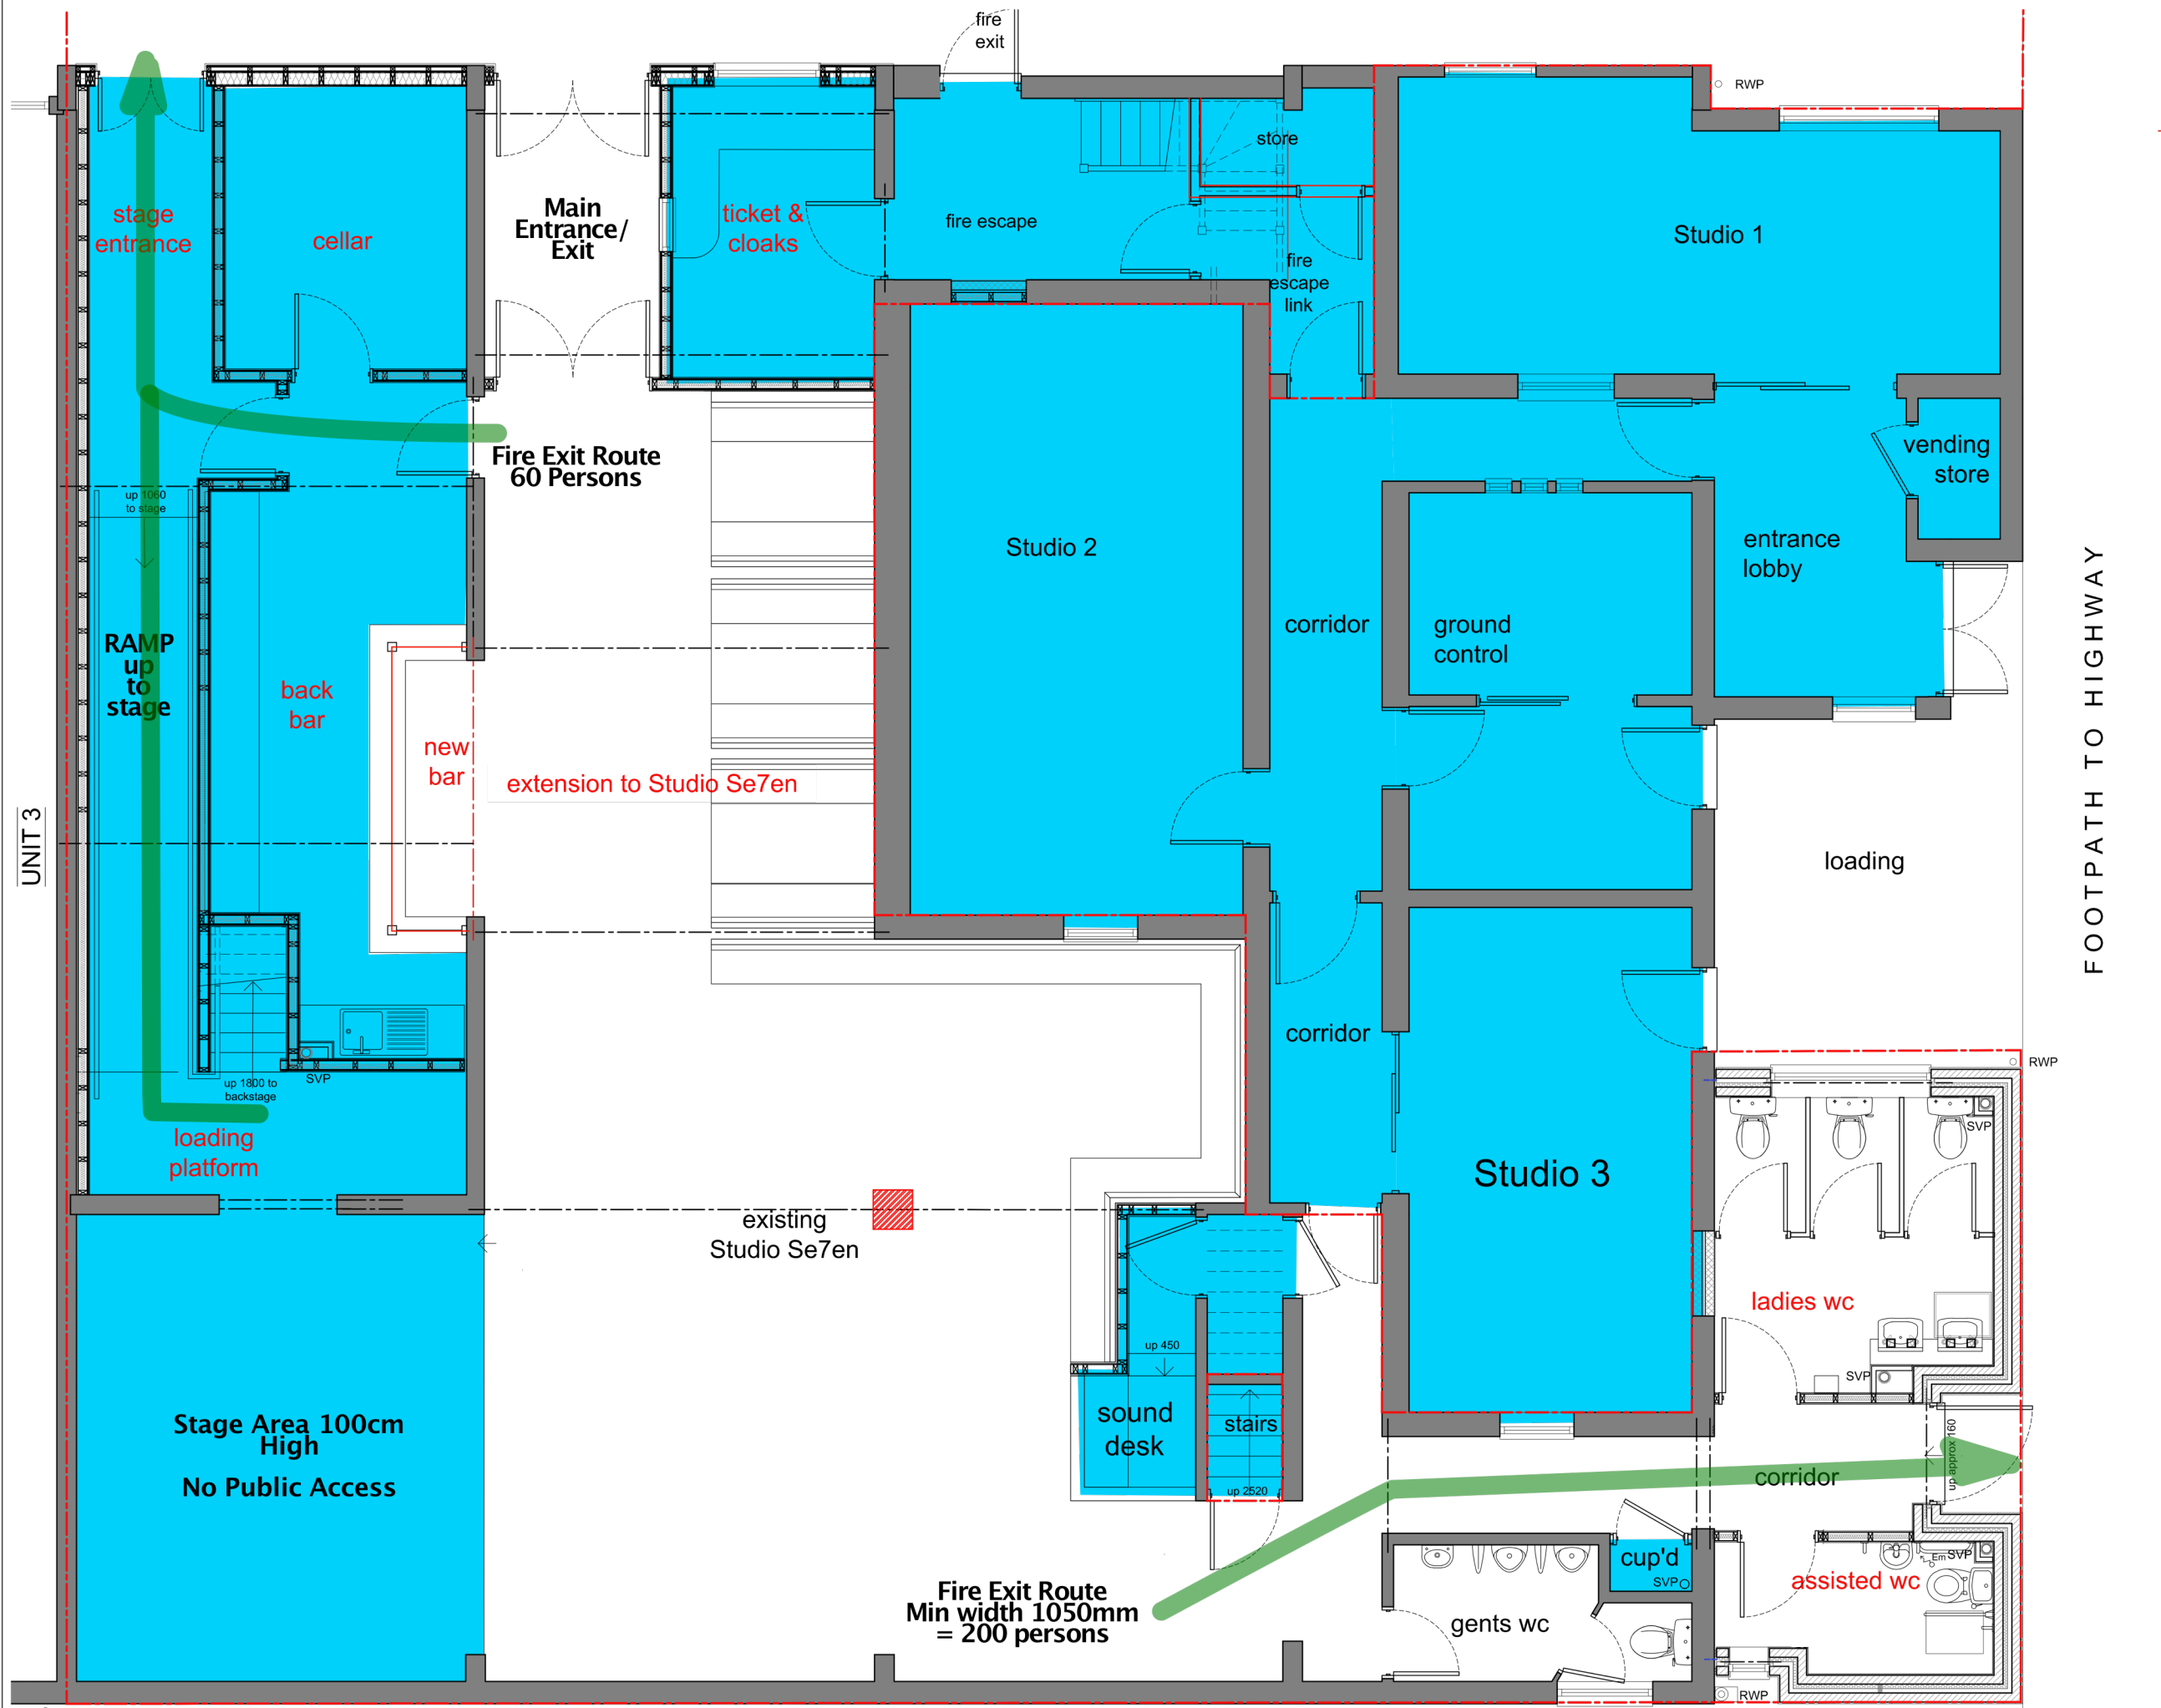 fire
exit
RWP
store
stage
entrance
cellar
Main
Entrance/
Exit
ticket &
cloaks
fire escape
Studio 1
fire
escape
link
Fire Exit Route
60 Persons
vending
store
up 1060
to stage
Studio 2
entrance
lobby
corridor
ground
control
RAMP
up
to
stage
back
bar
new
bar
extension to Studio Se7en
UNIT 3
loading
FOOTPATH TO HIGHWAY
corridor
up 1800 to
backstage
SVP
loading
platform
RWP
SVP
Studio 3
existing
Studio Se7en
ladies wc
up 450
SVP
Stage Area 100cm
High
No Public Access
sound
desk
stairs
up 2520
corridor
up approx 160
Fire Exit Route
Min width 1050mm
= 200 persons
cup'd
SVP
Em
SVP
assisted wc
gents wc
RWP